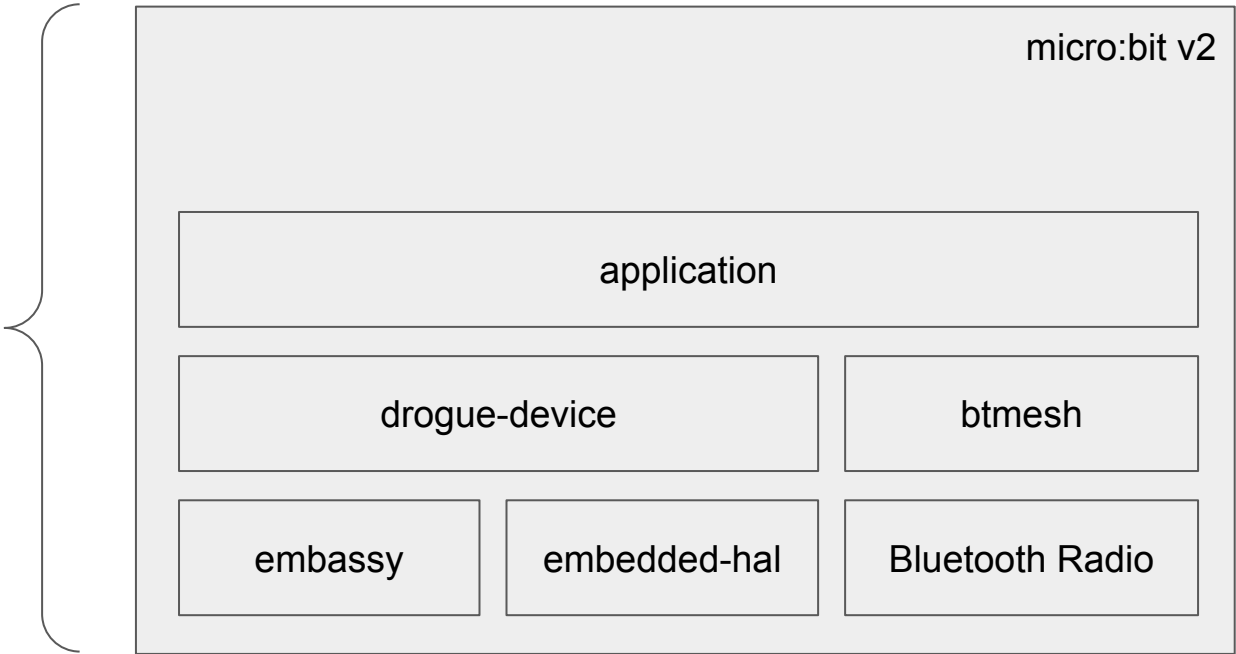 micro:bit v2
application
drogue-device
btmesh
embassy
embedded-hal
Bluetooth Radio